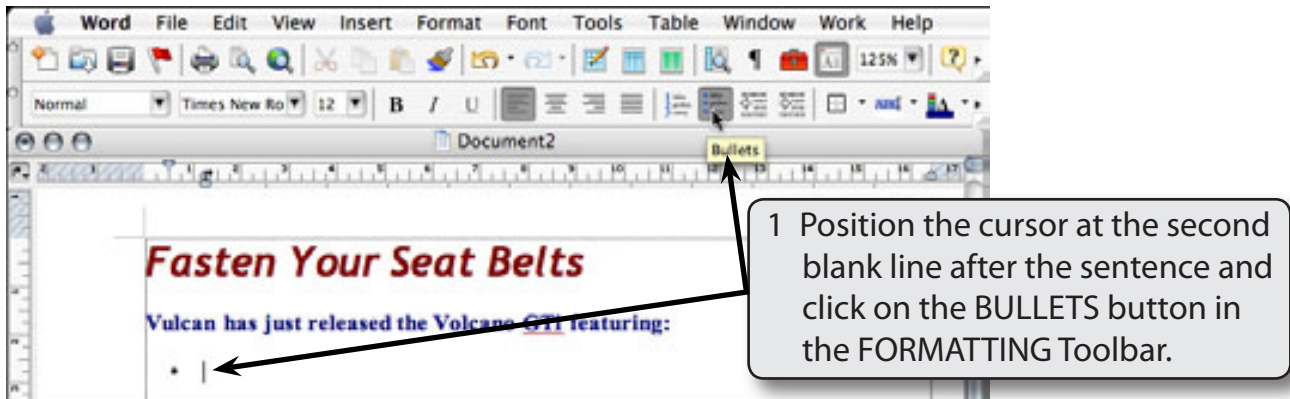 Word File Edit View Insert Format Font Tools Table Window Work Help
125%
Normal Times New Ro 12 B I U
Document2
Bullets
Fasten Your Seat Belts
Vulcan has just released the Volcano GTi featuring:
•
1 Position the cursor at the second
blank line after the sentence and
click on the BULLETS button in
the FORMATTING Toolbar.